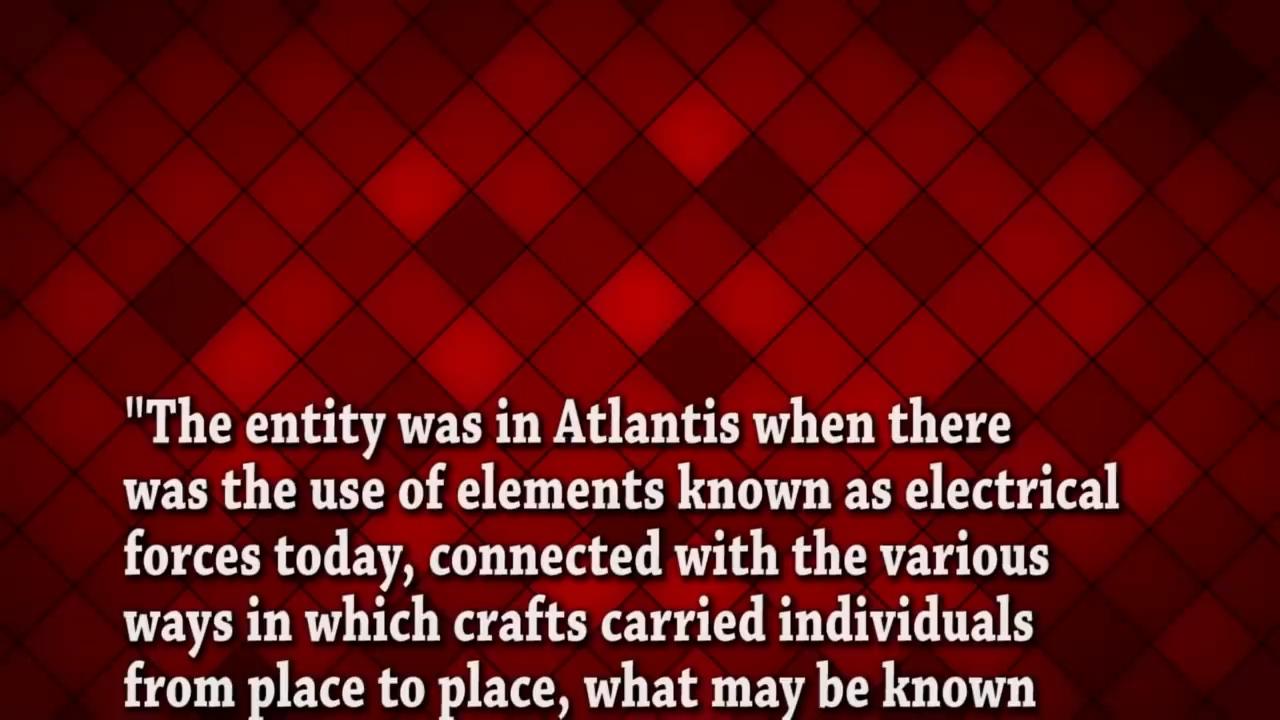 "The entity was in Atlantis when there
was the use of elements known as electrical
forces today, connected with the various
ways in which crafts carried individuals
from place to place, what may be known